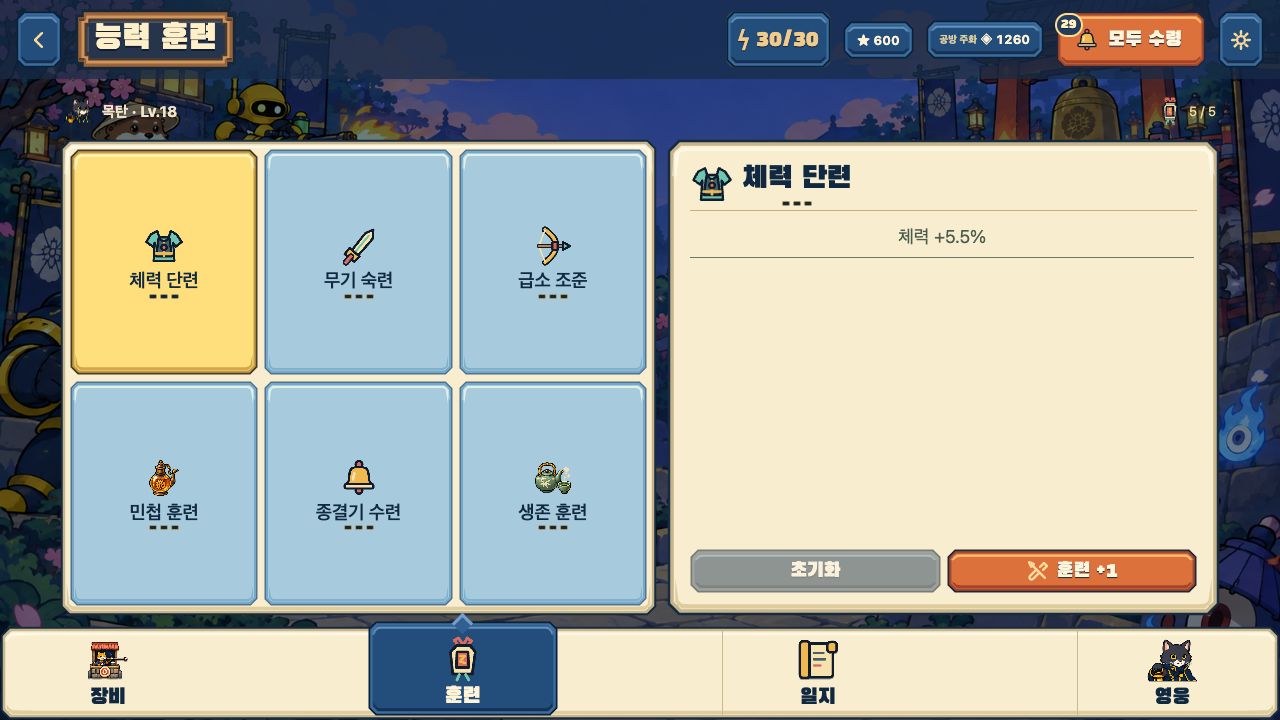 능력 훈련
30/30
600
공방 주화 1260
29
모두 수령
목탄 · Lv.18
5 / 5
체력 단련
무기 숙련
급소 조준
민첩 훈련
종결기 수련
생존 훈련
체력 단련
체력 +5.5%
초기화
훈련 +1
장비
훈련
일지
영웅